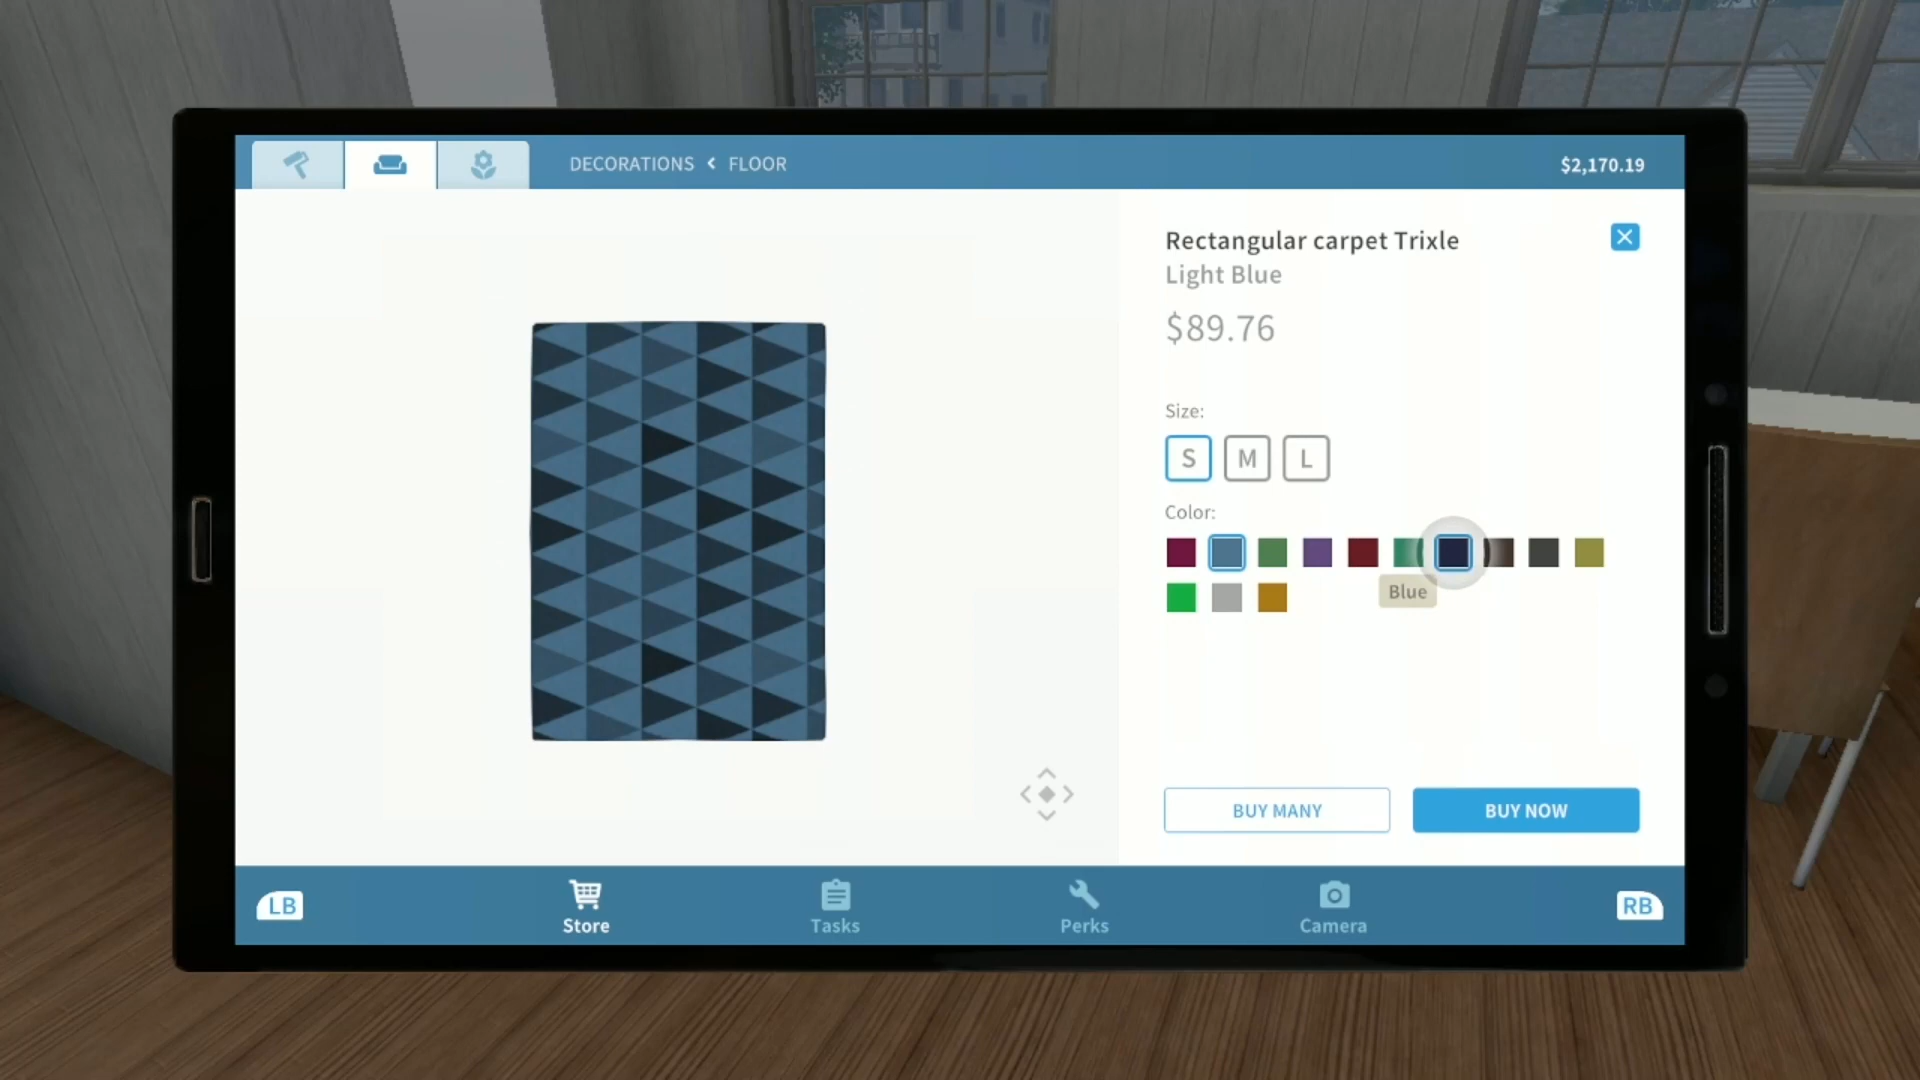 DECORATIONS < FLOOR
$2,170.19
Rectangular carpet Trixle
Light Blue
$89.76
Size:
S M L
Color:
Blue
BUY MANY
BUY NOW
LB
Store
Tasks
Perks
Camera
RB